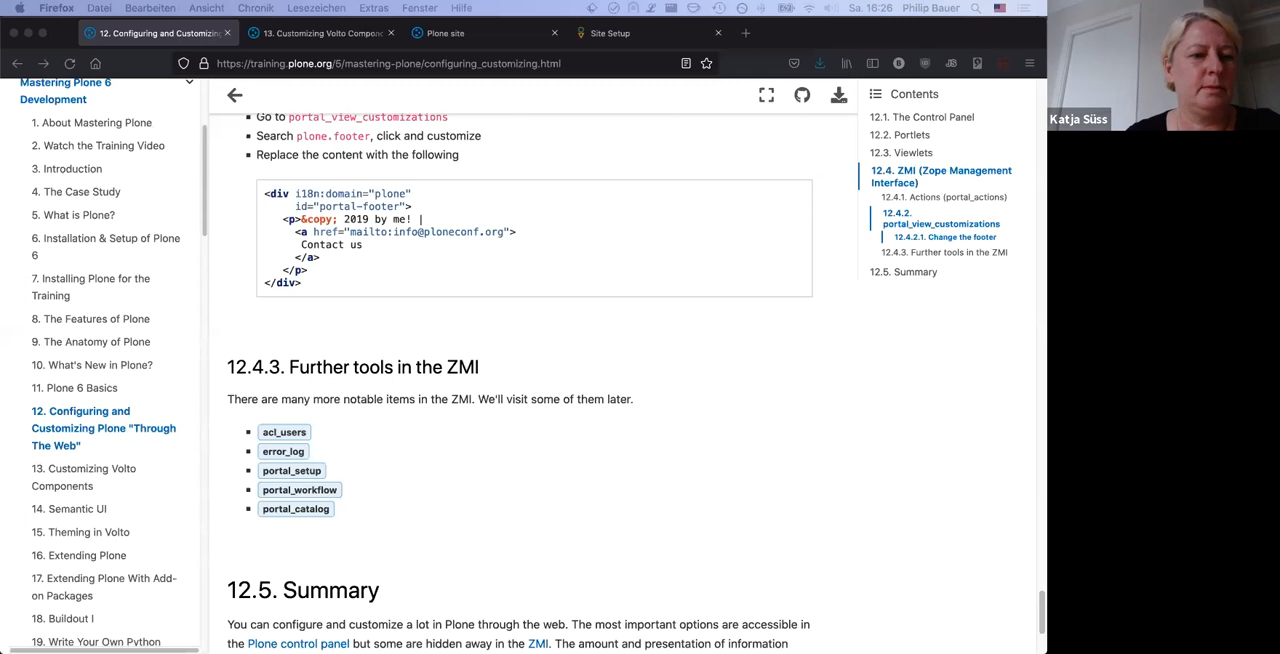 Firefox Datei Bearbeiten Ansicht Chronik Lesezeichen Extras Fenster Hilfe Sa. 16:26 Philip Bauer
12. Configuring and Customizin
13. Customizing Volto Compone
Plone site
Site Setup
https://training.plone.org/5/mastering-plone/configuring_customizing.html
Mastering Plone 6
Development
1. About Mastering Plone
2. Watch the Training Video
3. Introduction
4. The Case Study
5. What is Plone?
6. Installation & Setup of Plone
6
7. Installing Plone for the
Training
8. The Features of Plone
9. The Anatomy of Plone
10. What's New in Plone?
11. Plone 6 Basics
12. Configuring and
Customizing Plone "Through
The Web"
13. Customizing Volto
Components
14. Semantic UI
15. Theming in Volto
16. Extending Plone
17. Extending Plone With Add-
on Packages
18. Buildout I
19. Write Your Own Python
Go to portal_view_customizations
Search plone.footer, click and customize
Replace the content with the following
<div i18n:domain="plone"
id="portal-footer">
<p>&copy; 2019 by me! |
<a href="mailto:info@ploneconf.org">
Contact us
</a>
</p>
</div>
12.4.3. Further tools in the ZMI
There are many more notable items in the ZMI. We'll visit some of them later.
acl_users
error_log
portal_setup
portal_workflow
portal_catalog
12.5. Summary
You can configure and customize a lot in Plone through the web. The most important options are accessible in
the Plone control panel but some are hidden away in the ZMI. The amount and presentation of information
Contents
12.1. The Control Panel
12.2. Portlets
12.3. Viewlets
12.4. ZMI (Zope Management
Interface)
12.4.1. Actions (portal_actions)
12.4.2.
portal_view_customizations
12.4.2.1. Change the footer
12.4.3. Further tools in the ZMI
12.5. Summary
Katja Süss